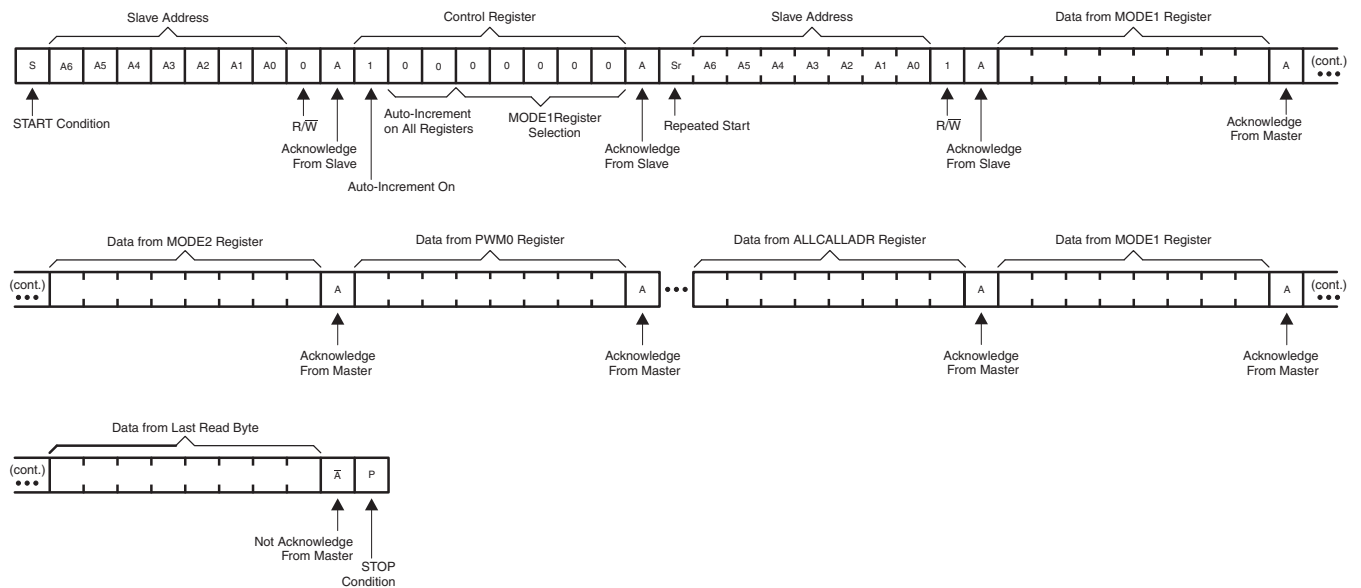 Slave Address
Control Register
Slave Address
Data from MODE1 Register
S A6 A5 A4 A3 A2 A1 A0 0 A 1 0 0 0 0 0 0 0 A Sr A6 A5 A4 A3 A2 A1 A0 1 A A (cont.)
START Condition
R/W̅
Acknowledge
From Slave
Auto-Increment On
Auto-Increment
on All Registers
MODE1Register
Selection
Acknowledge
From Slave
Repeated Start
R/W̅
Acknowledge
From Slave
Acknowledge
From Master
Data from MODE2 Register
Data from PWM0 Register
Data from ALLCALLADR Register
Data from MODE1 Register
(cont.) A A A A (cont.)
Acknowledge
From Master
Acknowledge
From Master
Acknowledge
From Master
Acknowledge
From Master
Data from Last Read Byte
(cont.) A̅ P
Not Acknowledge
From Master
STOP
Condition